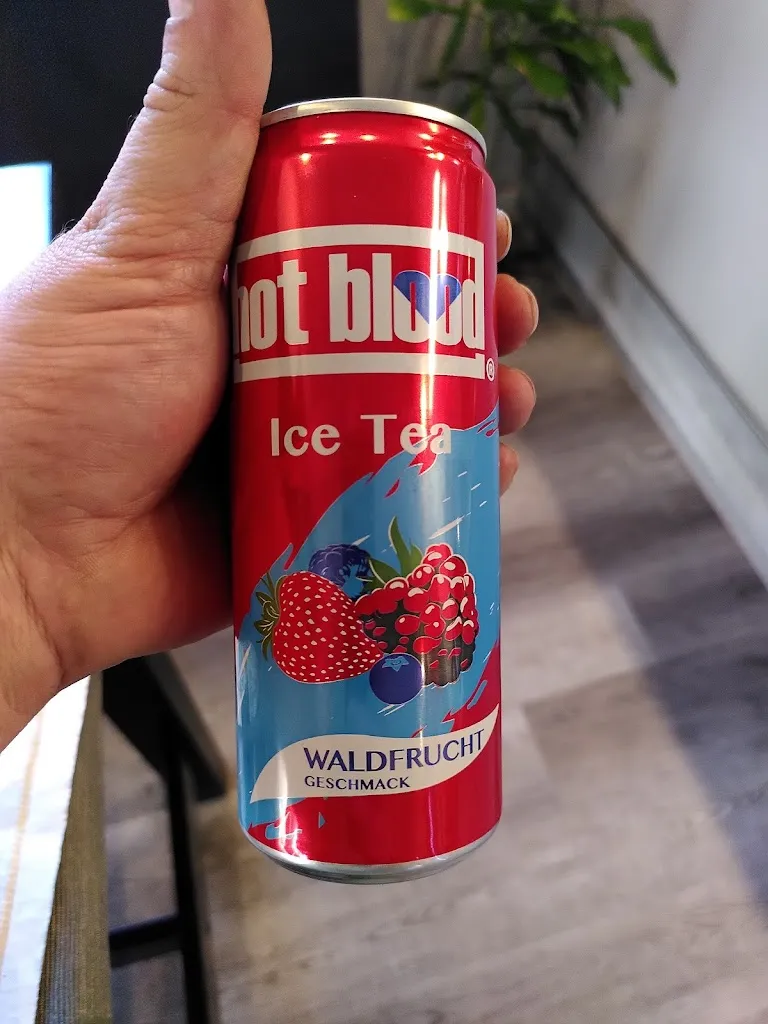 hot blood
®
Ice Tea
WALDFRUCHT
GESCHMACK